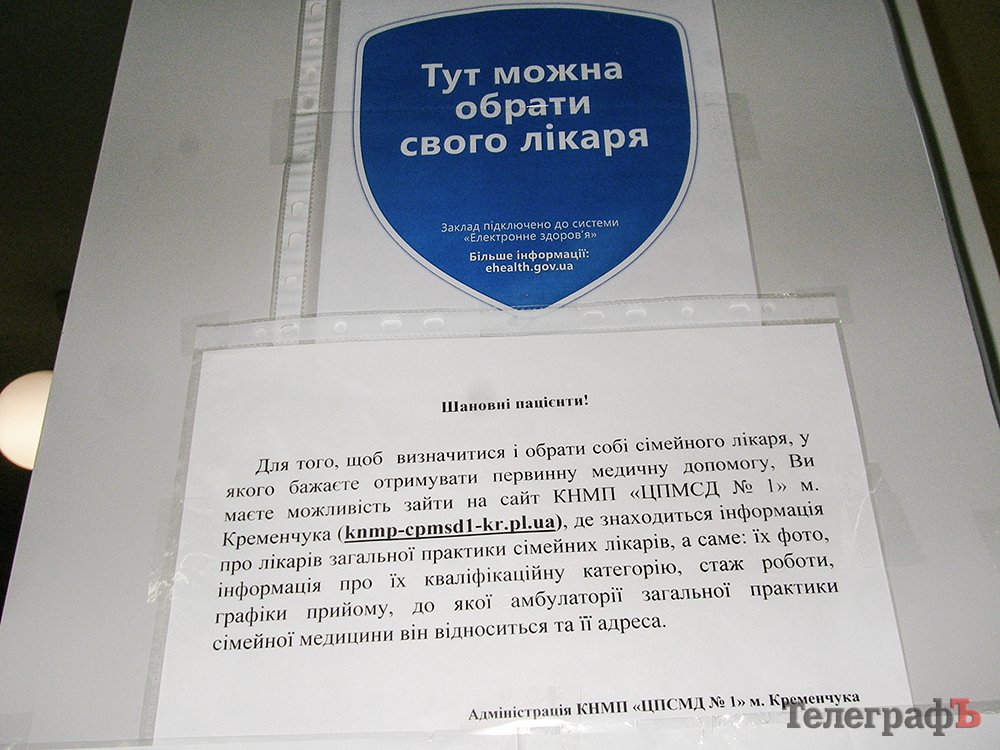 Тут можна
обрати
свого лікаря
Заклад підключено до системи
«Електронне здоров'я»
Більше інформації:
ehealth.gov.ua
Шановні пацієнти!
Для того, щоб визначитися і обрати собі сімейного лікаря, у
якого бажаєте отримувати первинну медичну допомогу, Ви
маєте можливість зайти на сайт КНМП «ЦПМСД № 1» м.
Кременчука (knmp-cpmsd1-kr.pl.ua), де знаходиться інформація
про лікарів загальної практики сімейних лікарів, а саме: їх фото,
інформація про їх кваліфікаційну категорію, стаж роботи,
графіки прийому, до якої амбулаторії загальної практики
сімейної медицини він відноситься та її адреса.
Адміністрація КНМП «ЦПСМД № 1» м. Кременчука
ТелеграфЪ